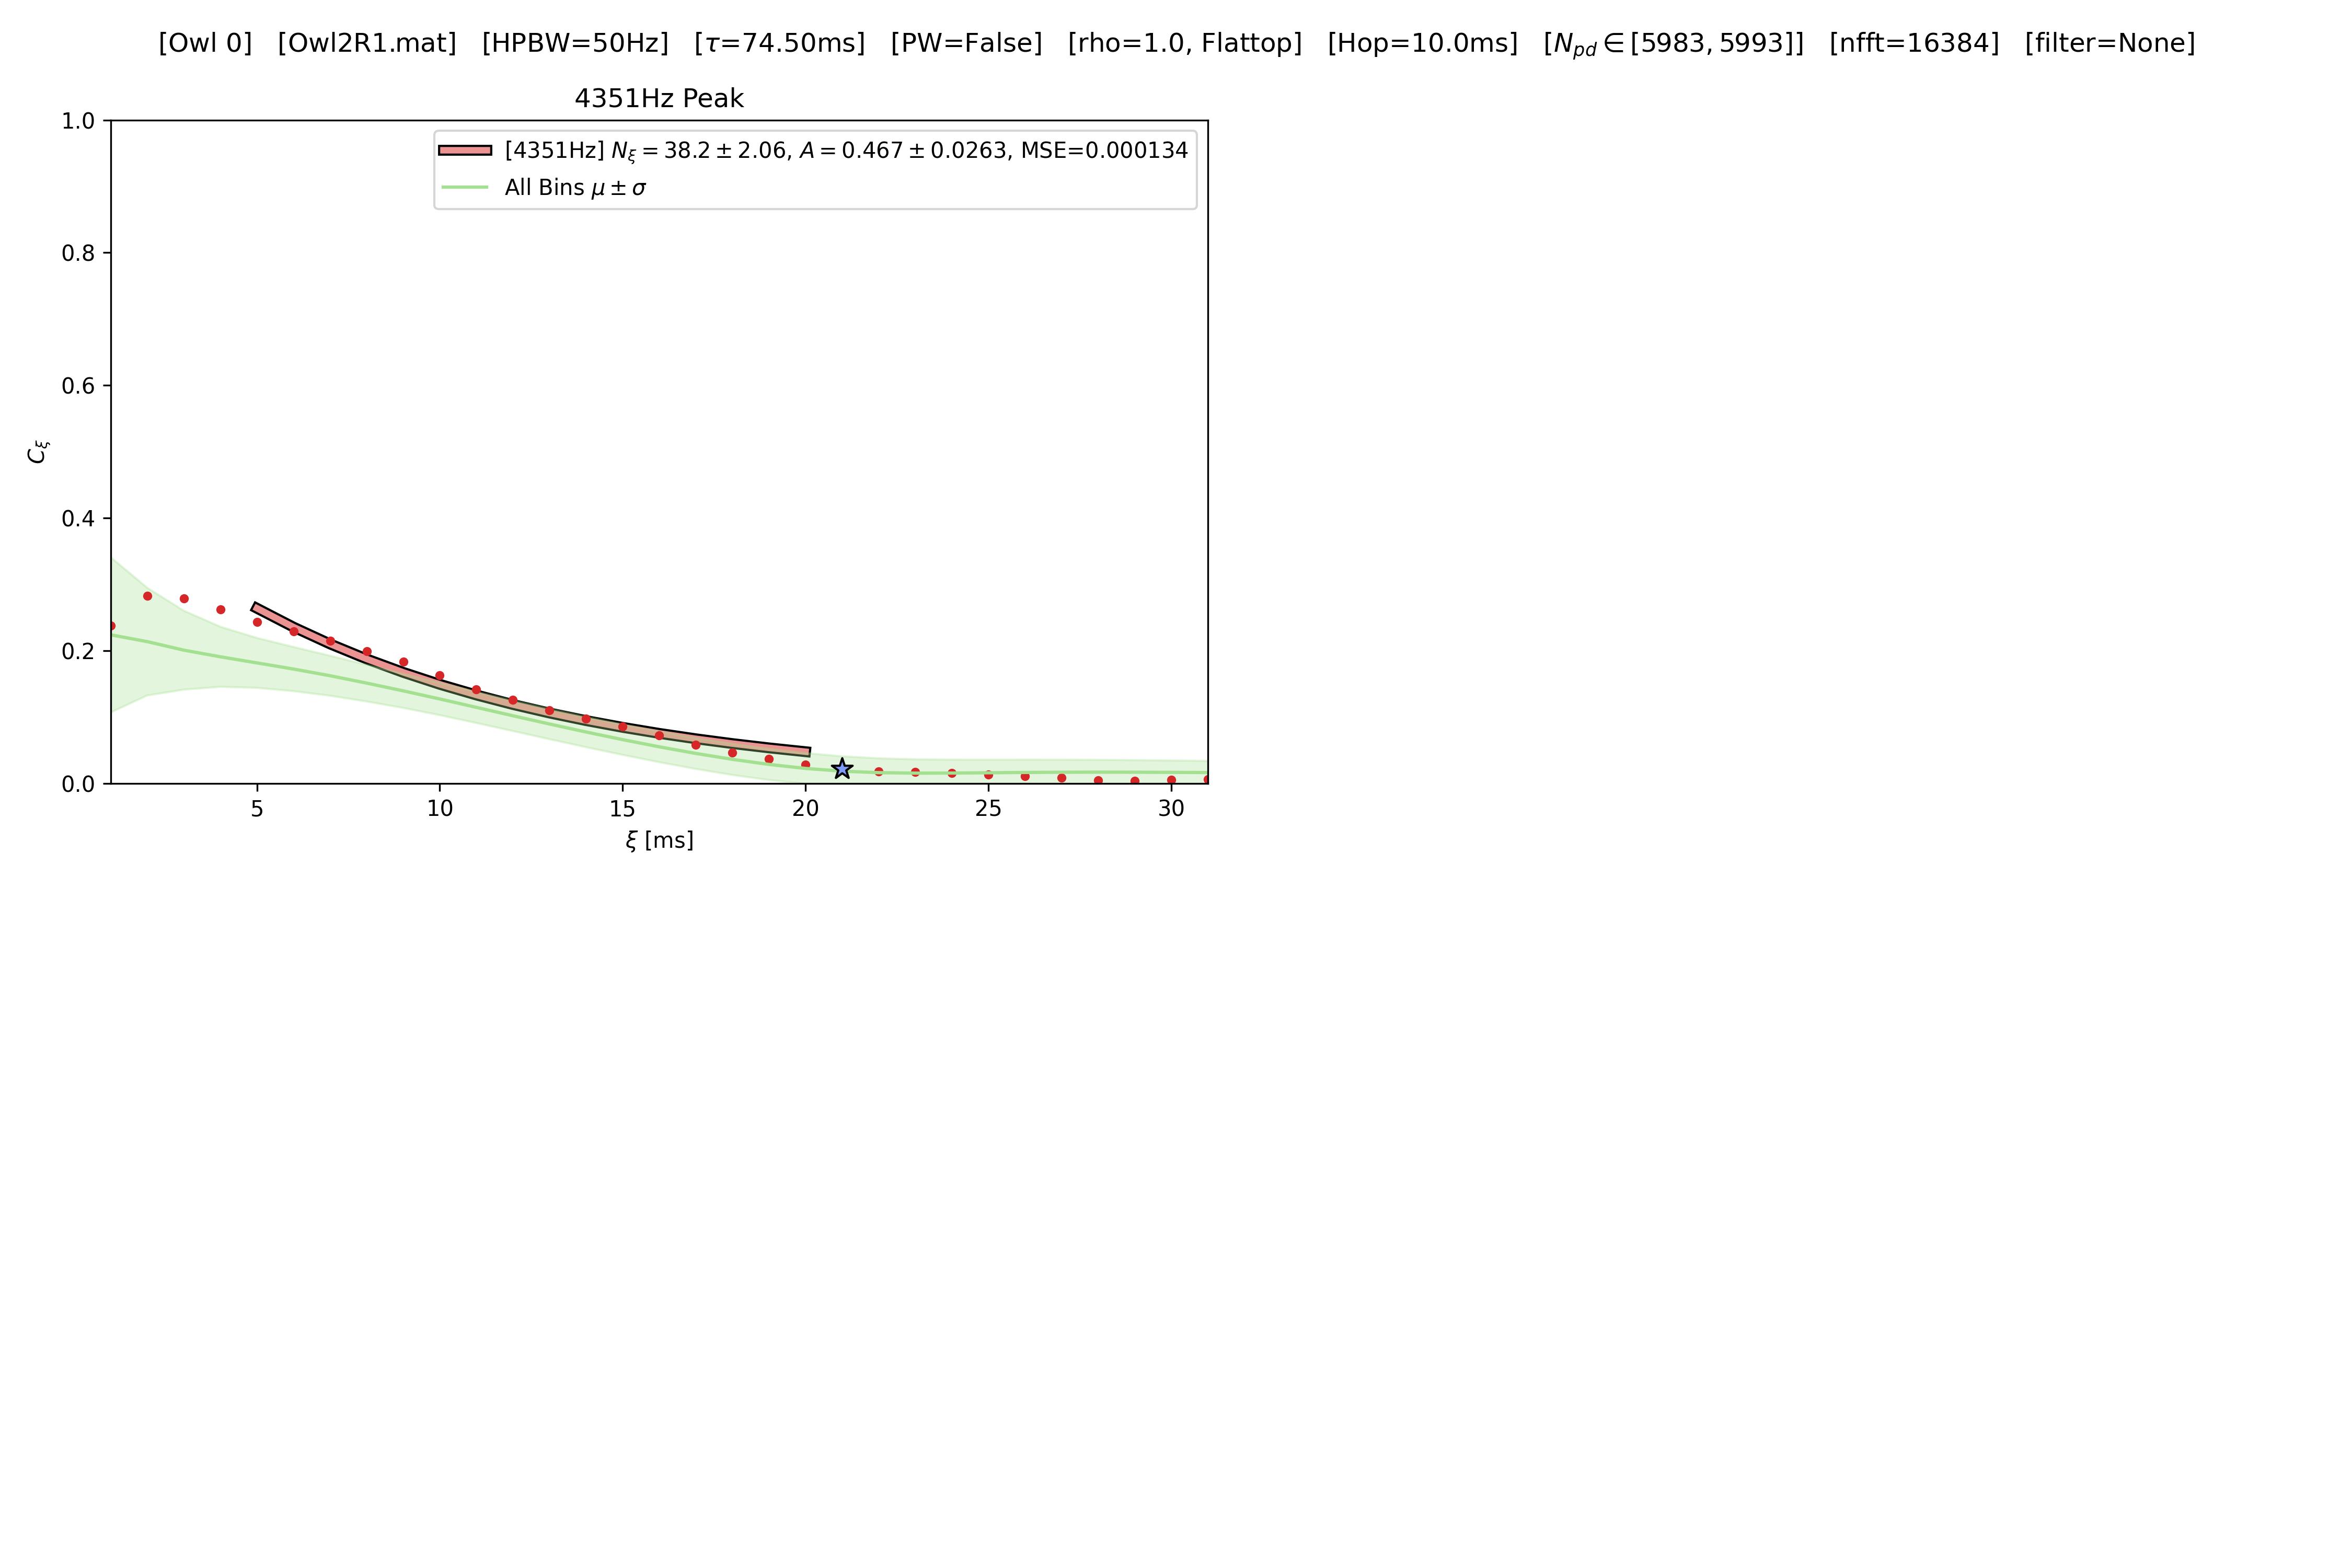 [Owl 0] [Owl2R1.mat] [HPBW=50Hz] [τ=74.50ms] [PW=False] [rho=1.0, Flattop] [Hop=10.0ms] [N_pd ∈ [5983, 5993]] [nfft=16384] [filter=None]
4351Hz Peak
[4351Hz] N_ξ = 38.2 ± 2.06, A = 0.467 ± 0.0263, MSE=0.000134
All Bins μ ± σ
1.0
0.8
0.6
0.4
0.2
0.0
C_ξ
5 10 15 20 25 30
ξ [ms]